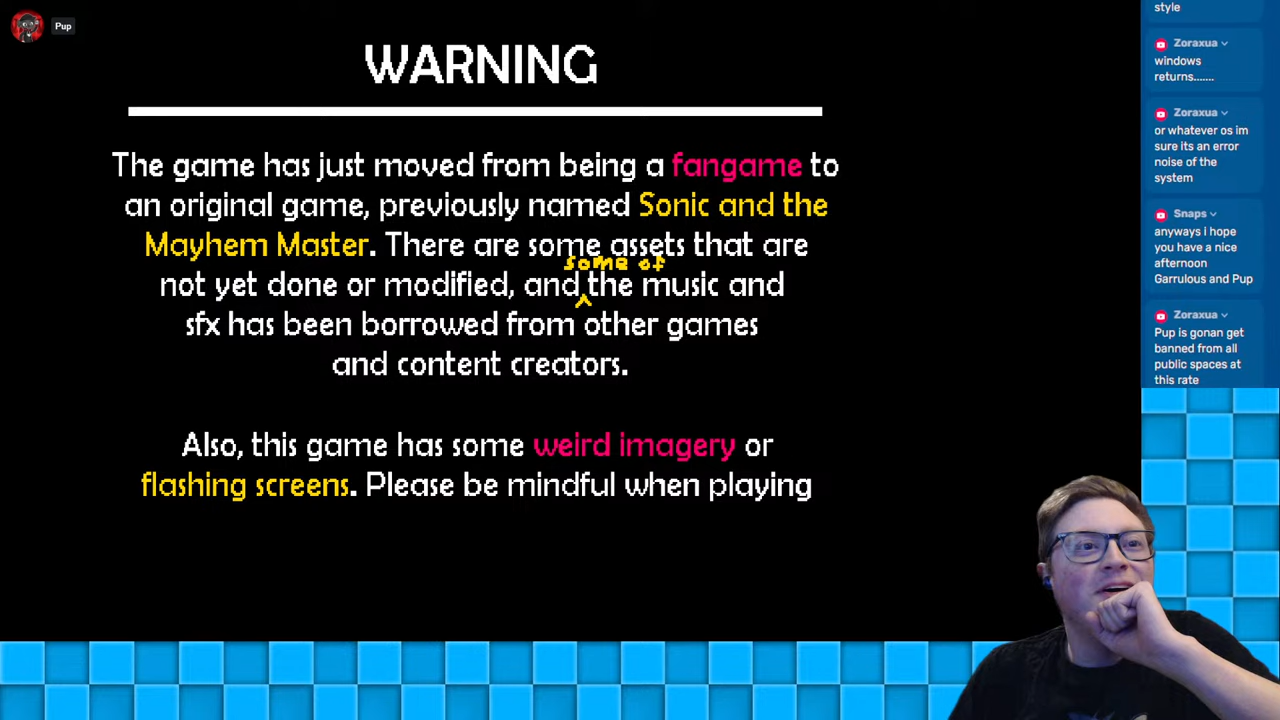 Pup
WARNING
The game has just moved from being a fangame to
an original game, previously named Sonic and the
Mayhem Master. There are some assets that are
some of
not yet done or modified, and ^ the music and
sfx has been borrowed from other games
and content creators.
Also, this game has some weird imagery or
flashing screens. Please be mindful when playing
style
Zoraxua
windows
returns.......
Zoraxua
or whatever os im
sure its an error
noise of the
system
Snaps
anyways i hope
you have a nice
afternoon
Garrulous and Pup
Zoraxua
Pup is gonan get
banned from all
public spaces at
this rate